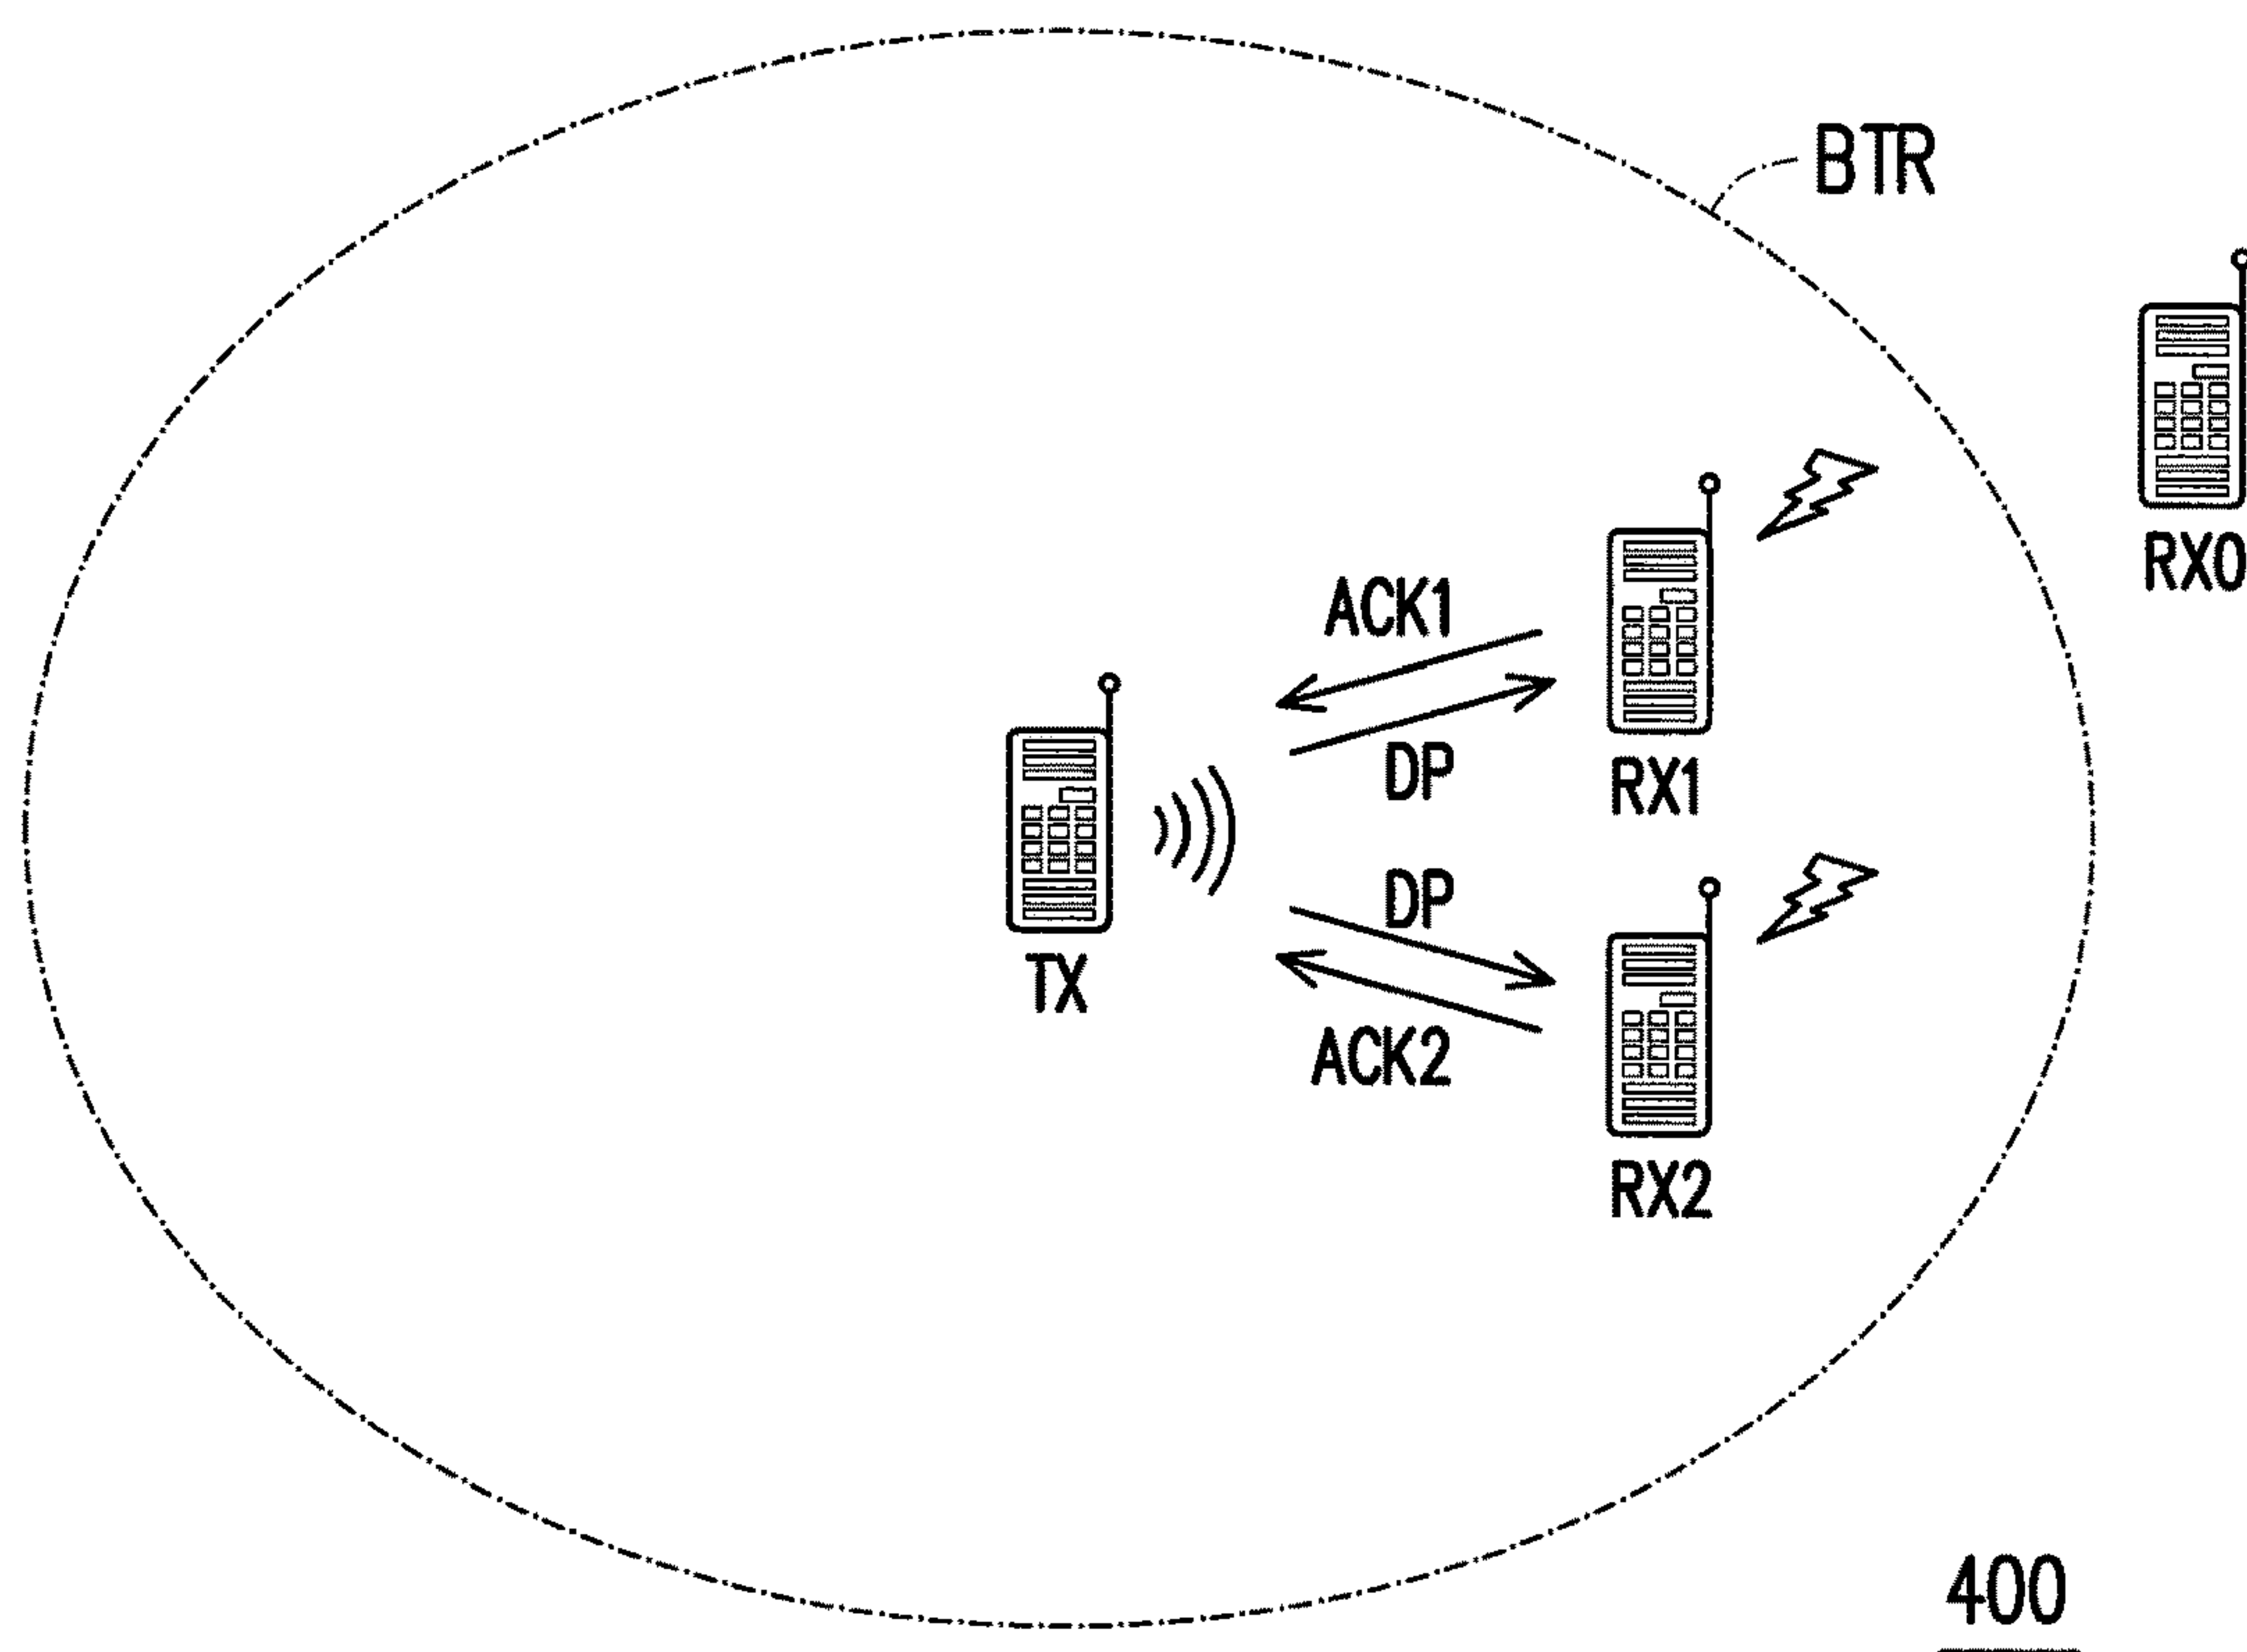 BTR
RX0
ACK1
DP
RX1
TX
DP
ACK2
RX2
400